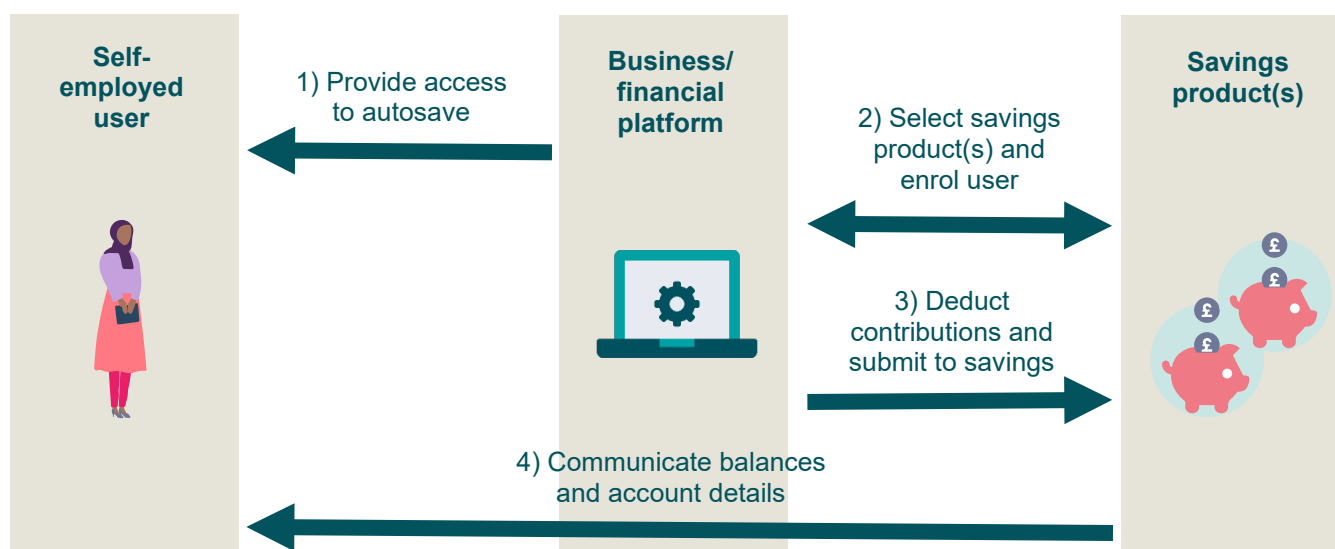 Self-
employed
user
1) Provide access
to autosave
Business/
financial
platform
2) Select savings
product(s) and
enrol user
Savings
product(s)
£
£
£
£
3) Deduct
contributions and
submit to savings
4) Communicate balances
and account details